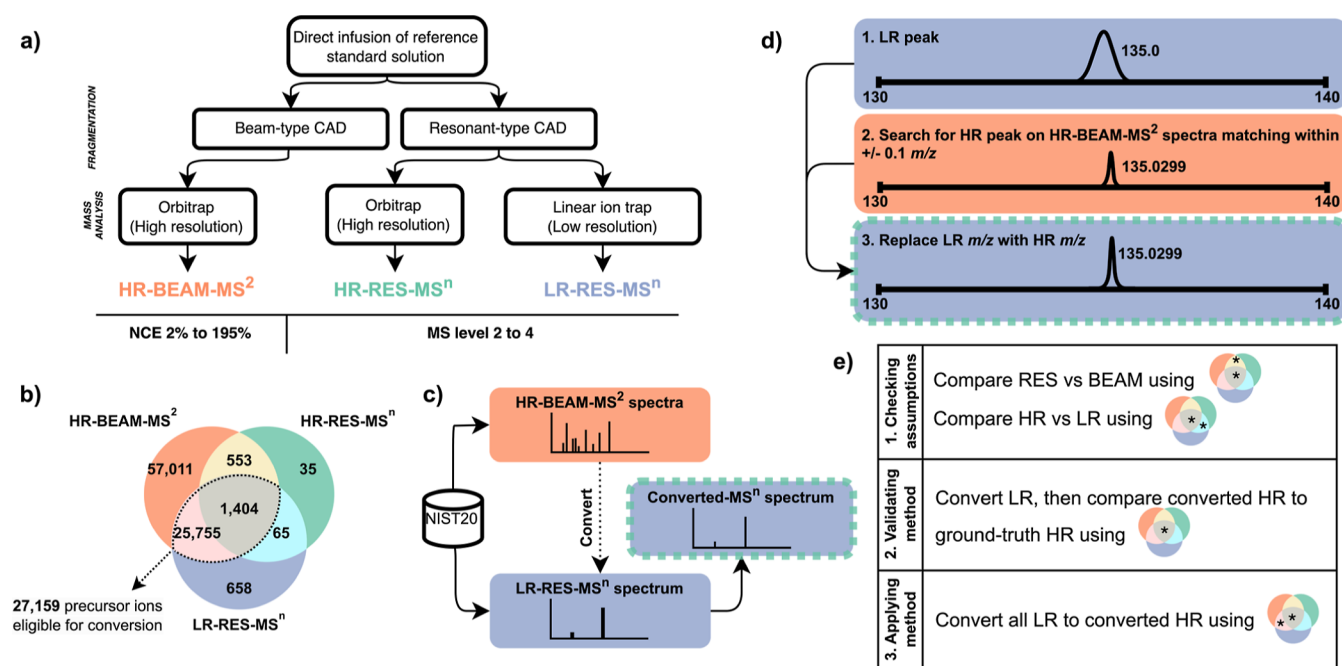 a)
Direct infusion of reference
standard solution
FRAGMENTATION
Beam-type CAD
Resonant-type CAD
MASS
ANALYSIS
Orbitrap
(High resolution)
Orbitrap
(High resolution)
Linear ion trap
(Low resolution)
HR-BEAM-MS²
HR-RES-MSⁿ
LR-RES-MSⁿ
NCE 2% to 195%
MS level 2 to 4
b)
HR-BEAM-MS²
HR-RES-MSⁿ
57,011
553
35
1,404
25,755
65
658
27,159 precursor ions
eligible for conversion
LR-RES-MSⁿ
c)
HR-BEAM-MS² spectra
NIST20
Convert
Converted-MSⁿ spectrum
LR-RES-MSⁿ spectrum
d)
1. LR peak
135.0
130
140
2. Search for HR peak on HR-BEAM-MS² spectra matching within
+/- 0.1 m/z
135.0299
130
140
3. Replace LR m/z with HR m/z
135.0299
130
140
e)
1. Checking
assumptions
Compare RES vs BEAM using
*
*
Compare HR vs LR using
* *
2. Validating
method
Convert LR, then compare converted HR to
ground-truth HR using
*
3. Applying
method
Convert all LR to converted HR using
* *